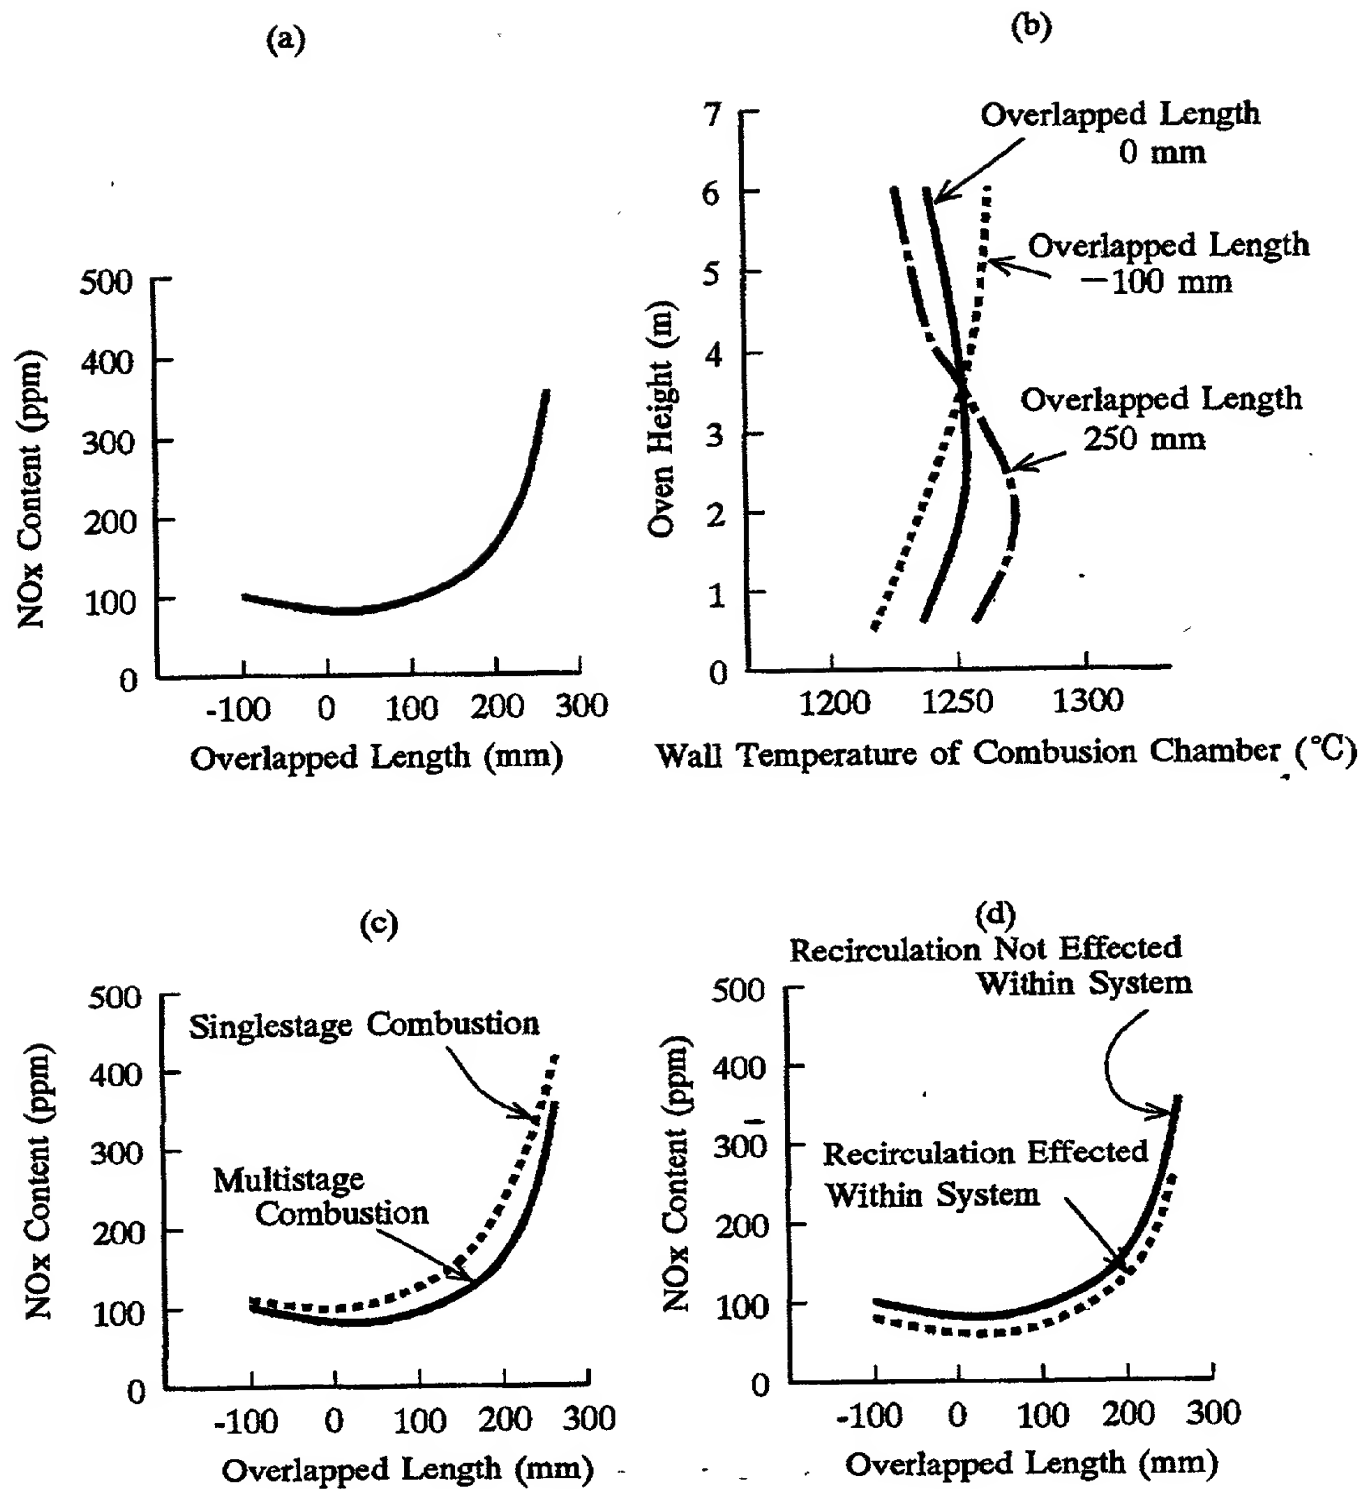 (a)
500
400
300
200
100
0
-100 0 100 200 300
NOx Content (ppm)
Overlapped Length (mm)
(b)
7
6
5
4
3
2
1
0
1200 1250 1300
Oven Height (m)
Wall Temperature of Combusion Chamber (°C)
Overlapped Length
0 mm
Overlapped Length
−100 mm
Overlapped Length
250 mm
(c)
500
400
300
200
100
0
-100 0 100 200 300
NOx Content (ppm)
Overlapped Length (mm)
Singlestage Combustion
Multistage
Combustion
(d)
Recirculation Not Effected
Within System
500
400
300
200
100
0
-100 0 100 200 300
NOx Content (ppm)
Overlapped Length (mm)
Recirculation Effected
Within System